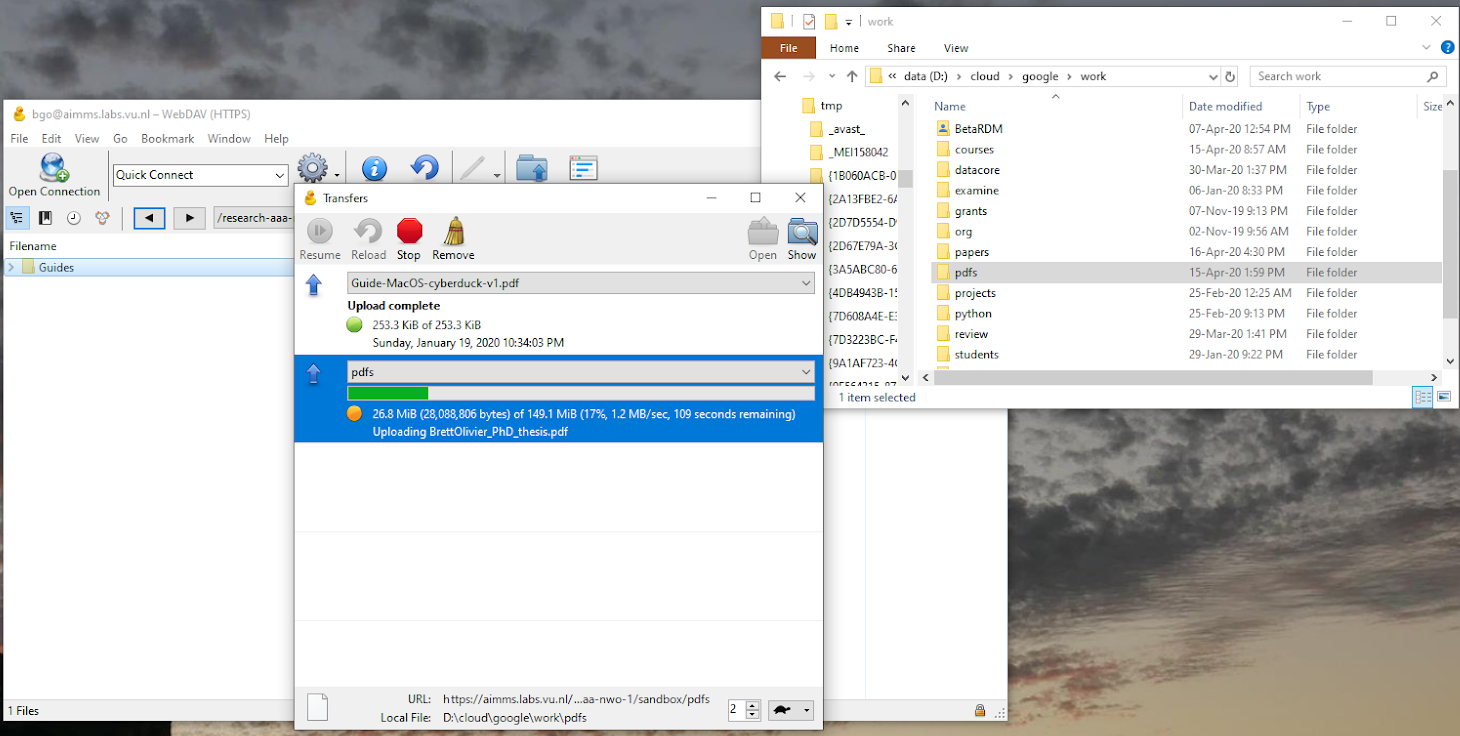 bgo@aimms.labs.vu.nl – WebDAV (HTTPS)
File Edit View Go Bookmark Window Help
Open Connection
Quick Connect
/research-aaa-
Filename
Guides
1 Files
Transfers
Resume Reload Stop Remove Open Show
Guide-MacOS-cyberduck-v1.pdf
Upload complete
253.3 KiB of 253.3 KiB
Sunday, January 19, 2020 10:34:03 PM
pdfs
26.8 MiB (28,088,806 bytes) of 149.1 MiB (17%, 1.2 MB/sec, 109 seconds remaining)
Uploading BrettOlivier_PhD_thesis.pdf
URL: https://aimms.labs.vu.nl/...aa-nwo-1/sandbox/pdfs
Local File: D:\cloud\google\work\pdfs
2
work
File Home Share View
« data (D:) › cloud › google › work
Search work
tmp
_avast_
_MEI158042
{1B060ACB-0
{2A13FBE2-6A
{2D7D5554-D
{2D67E79A-3C
{3A5ABC80-6
{4DB4943B-15
{7D608A4E-E3
{7D3223BC-F4
{9A1AF723-4C
Name Date modified Type Size
BetaRDM 07-Apr-20 12:54 PM File folder
courses 15-Apr-20 8:57 AM File folder
datacore 30-Mar-20 1:37 PM File folder
examine 06-Jan-20 8:33 PM File folder
grants 07-Nov-19 9:13 PM File folder
org 02-Nov-19 9:56 AM File folder
papers 16-Apr-20 4:30 PM File folder
pdfs 15-Apr-20 1:59 PM File folder
projects 25-Feb-20 12:25 AM File folder
python 25-Feb-20 9:13 PM File folder
review 29-Mar-20 1:41 PM File folder
students 29-Jan-20 9:22 PM File folder
1 item selected